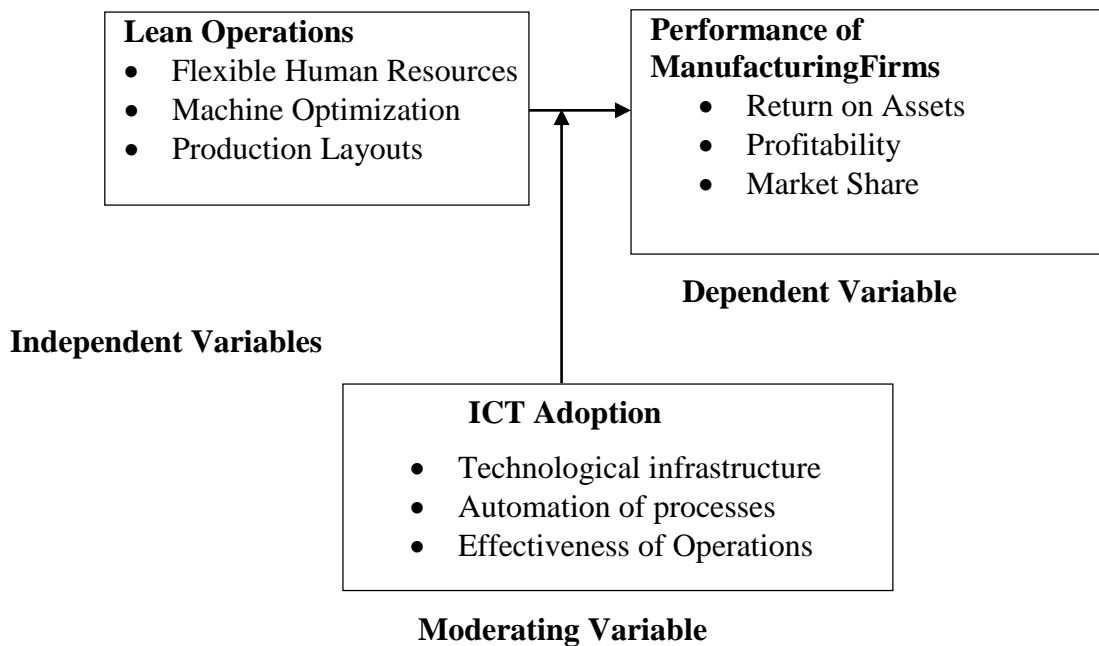 Lean Operations
• Flexible Human Resources
• Machine Optimization
• Production Layouts
Performance of
ManufacturingFirms
• Return on Assets
• Profitability
• Market Share
Dependent Variable
Independent Variables
ICT Adoption
• Technological infrastructure
• Automation of processes
• Effectiveness of Operations
Moderating Variable